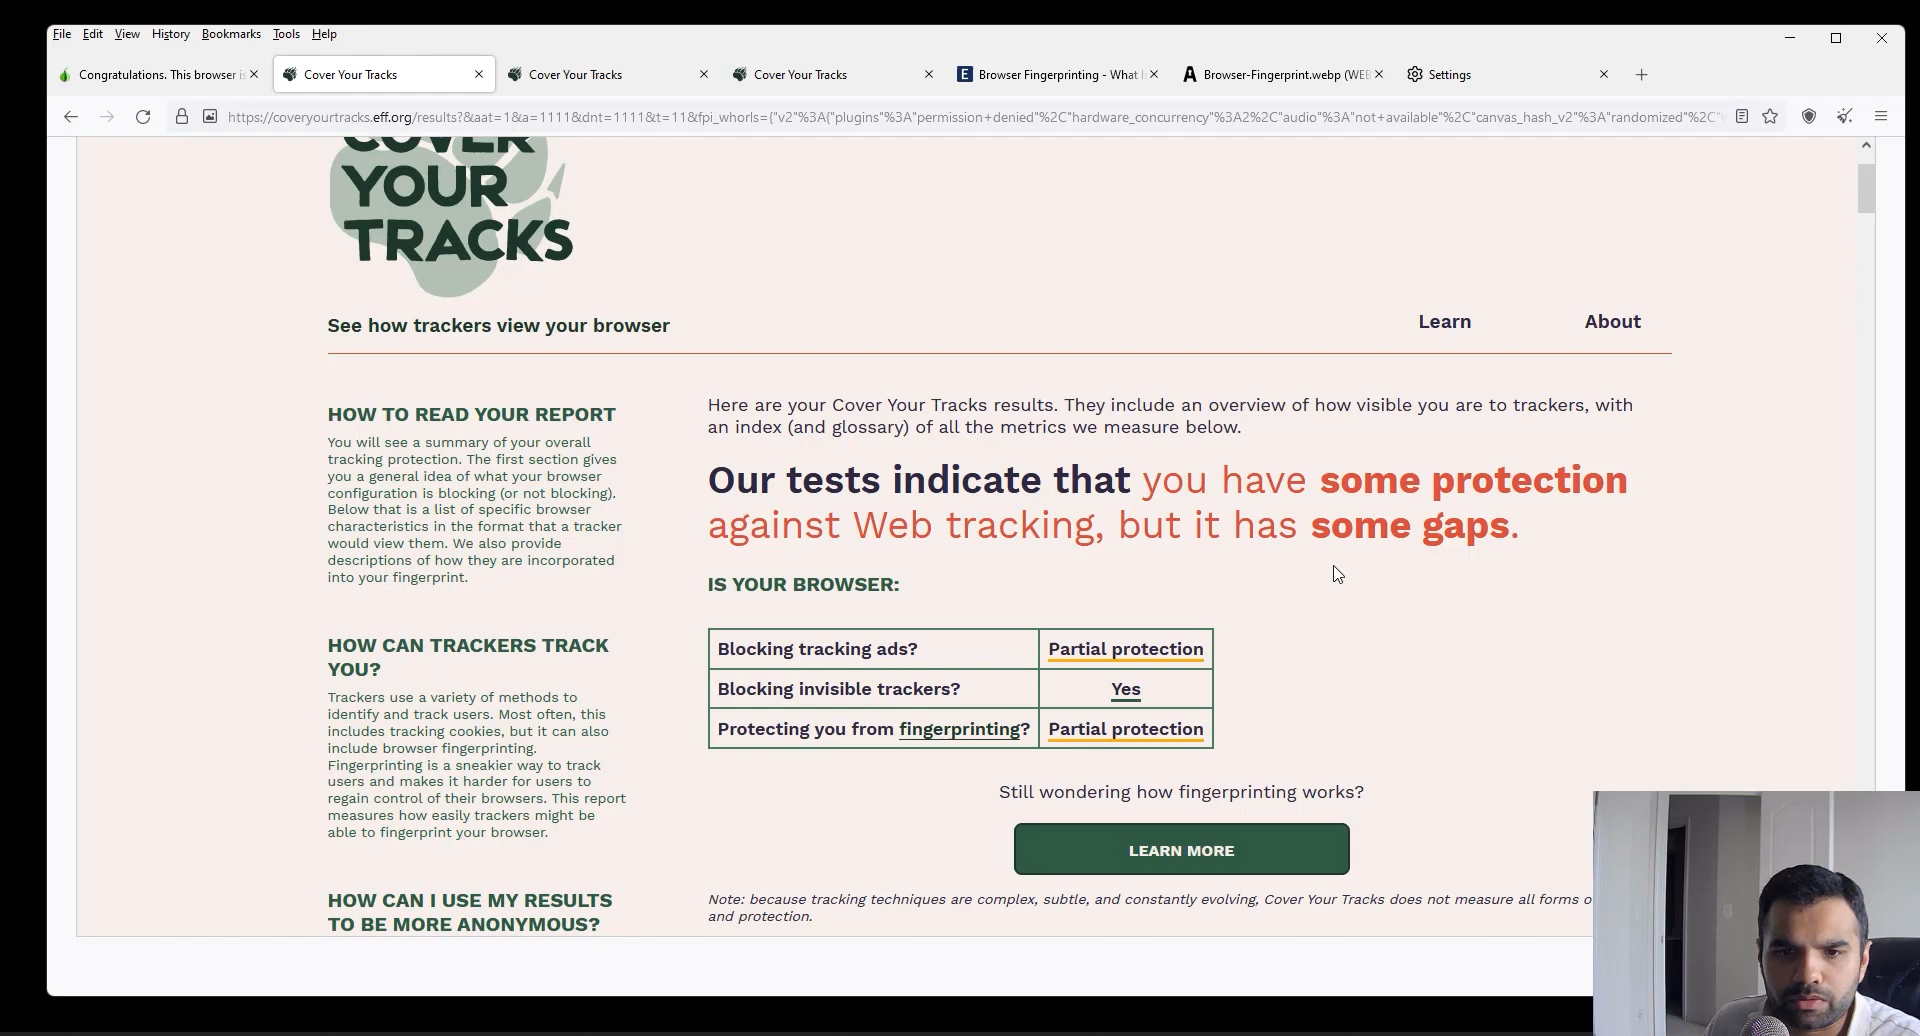 File Edit View History Bookmarks Tools Help
Congratulations. This browser is
Cover Your Tracks
Cover Your Tracks
Cover Your Tracks
Browser Fingerprinting - What I
Browser-Fingerprint.webp (WEB
Settings
https://coveryourtracks.eff.org/results?&aat=1&a=1111&dnt=1111&t=11&fpi_whorls={"v2"%3A{"plugins"%3A"permission+denied"%2C"hardware_concurrency"%3A2%2C"audio"%3A"not+available"%2C"canvas_hash_v2"%3A"randomized"%2C"
COVER
YOUR
TRACKS
See how trackers view your browser
Learn
About
HOW TO READ YOUR REPORT
You will see a summary of your overall
tracking protection. The first section gives
you a general idea of what your browser
configuration is blocking (or not blocking).
Below that is a list of specific browser
characteristics in the format that a tracker
would view them. We also provide
descriptions of how they are incorporated
into your fingerprint.
HOW CAN TRACKERS TRACK
YOU?
Trackers use a variety of methods to
identify and track users. Most often, this
includes tracking cookies, but it can also
include browser fingerprinting.
Fingerprinting is a sneakier way to track
users and makes it harder for users to
regain control of their browsers. This report
measures how easily trackers might be
able to fingerprint your browser.
HOW CAN I USE MY RESULTS
TO BE MORE ANONYMOUS?
Here are your Cover Your Tracks results. They include an overview of how visible you are to trackers, with
an index (and glossary) of all the metrics we measure below.
Our tests indicate that you have some protection
against Web tracking, but it has some gaps.
IS YOUR BROWSER:
Blocking tracking ads? Partial protection
Blocking invisible trackers? Yes
Protecting you from fingerprinting? Partial protection
Still wondering how fingerprinting works?
LEARN MORE
Note: because tracking techniques are complex, subtle, and constantly evolving, Cover Your Tracks does not measure all forms o
and protection.